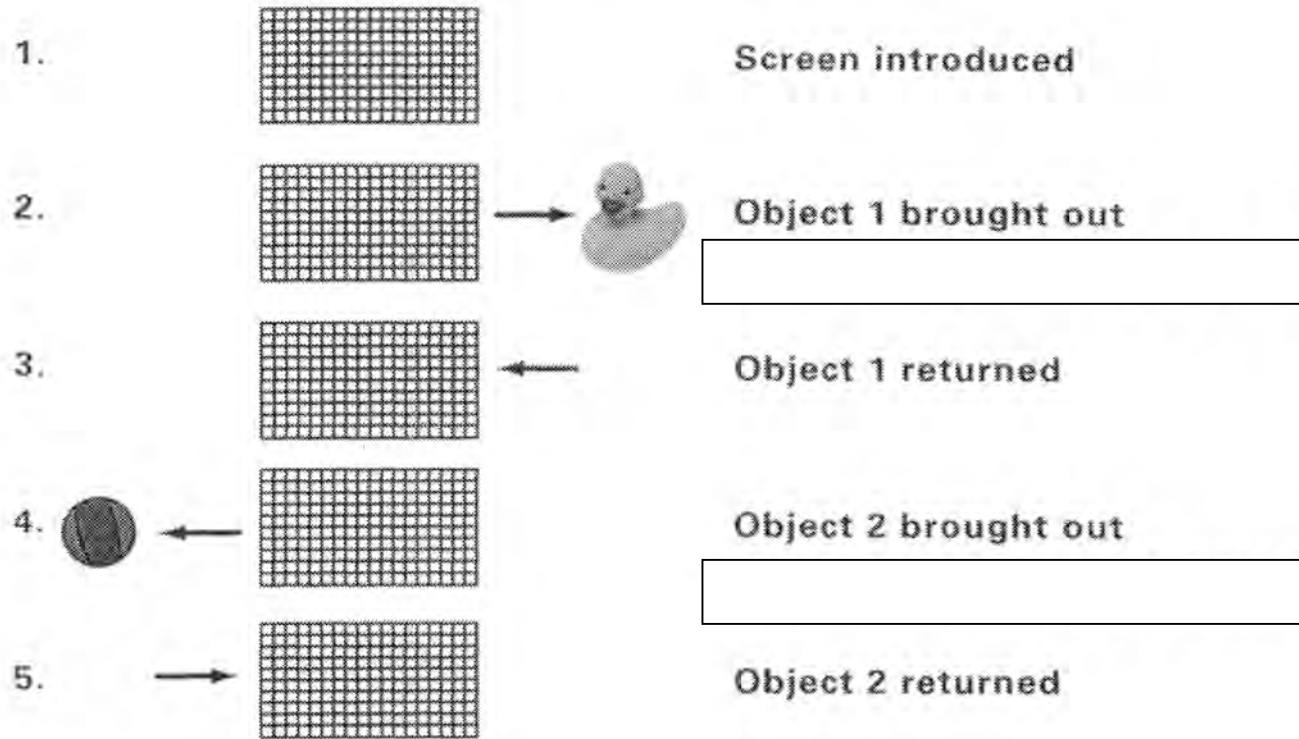 1. Screen introduced
2. Object 1 brought out
3. Object 1 returned
4. Object 2 brought out
5. Object 2 returned